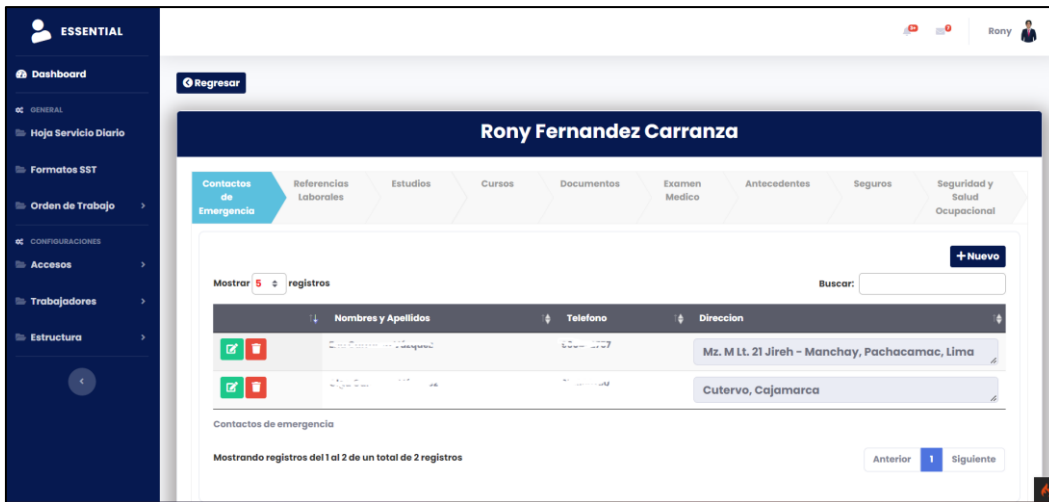 ESSENTIAL
Rony
Dashboard
Regresar
GENERAL
Hoja Servicio Diario
Rony Fernandez Carranza
Formatos SST
Contactos de Emergencia
Referencias Laborales
Estudios
Cursos
Documentos
Examen Medico
Antecedentes
Seguros
Seguridad y Salud Ocupacional
Orden de Trabajo
CONFIGURACIONES
Accesos
+ Nuevo
Mostrar 5 registros
Buscar:
Trabajadores
Nombres y Apellidos
Telefono
Direccion
Estructura
Mz. M Lt. 21 Jireh - Manchay, Pachacamac, Lima
Cutervo, Cajamarca
Contactos de emergencia
Mostrando registros del 1 al 2 de un total de 2 registros
Anterior 1 Siguiente